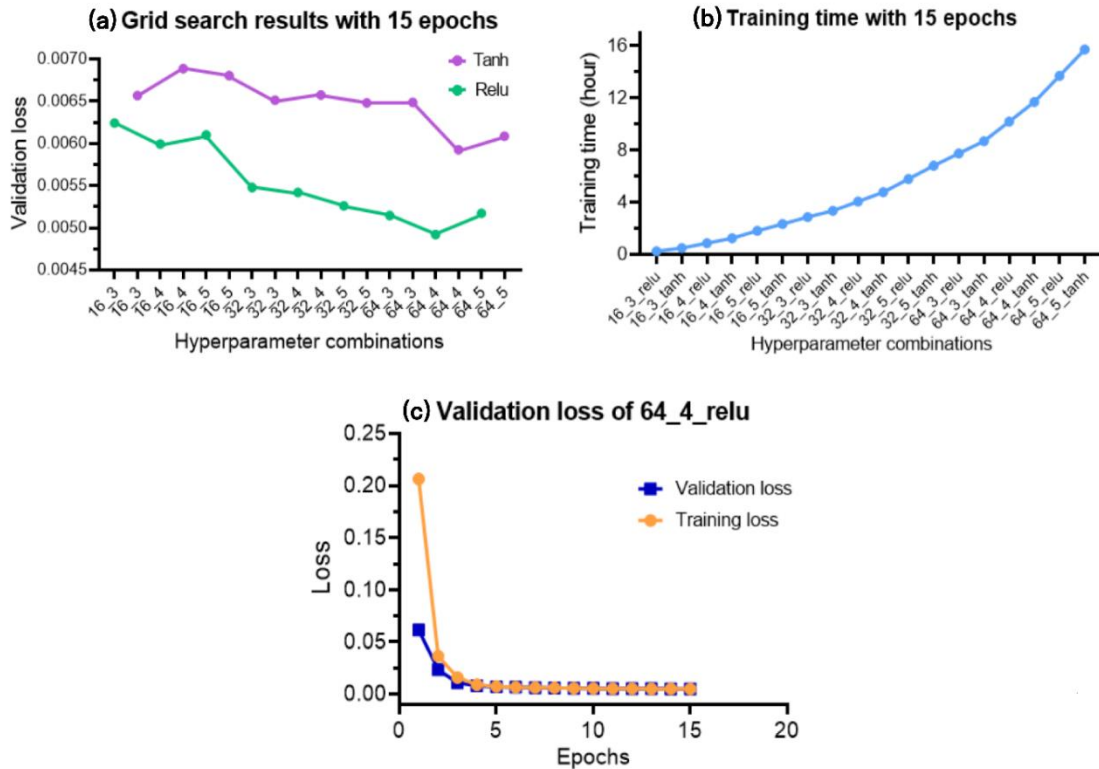 (a) Grid search results with 15 epochs
Validation loss
0.0070
0.0065
0.0060
0.0055
0.0050
0.0045
Tanh
Relu
16_3
16_3
16_4
16_4
16_5
16_5
32_3
32_3
32_4
32_4
32_5
32_5
64_3
64_3
64_4
64_4
64_5
64_5
Hyperparameter combinations
(b) Training time with 15 epochs
Training time (hour)
16
12
8
4
0
16_3_relu
16_3_tanh
16_4_relu
16_4_tanh
16_5_relu
16_5_tanh
32_3_relu
32_3_tanh
32_4_relu
32_4_tanh
32_5_relu
32_5_tanh
64_3_relu
64_3_tanh
64_4_relu
64_4_tanh
64_5_relu
64_5_tanh
Hyperparameter combinations
(c) Validation loss of 64_4_relu
Loss
0.25
0.20
0.15
0.10
0.05
0.00
Validation loss
Training loss
0 5 10 15 20
Epochs